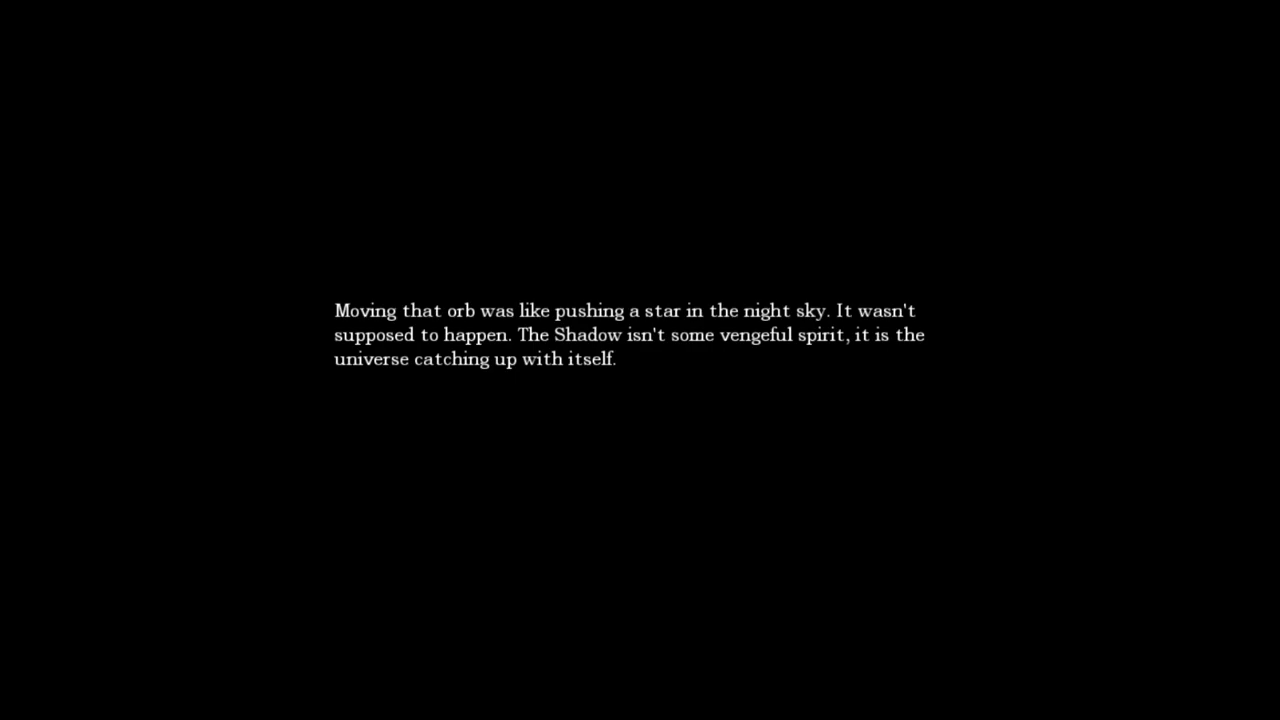 Moving that orb was like pushing a star in the night sky. It wasn't
supposed to happen. The Shadow isn't some vengeful spirit, it is the
universe catching up with itself.